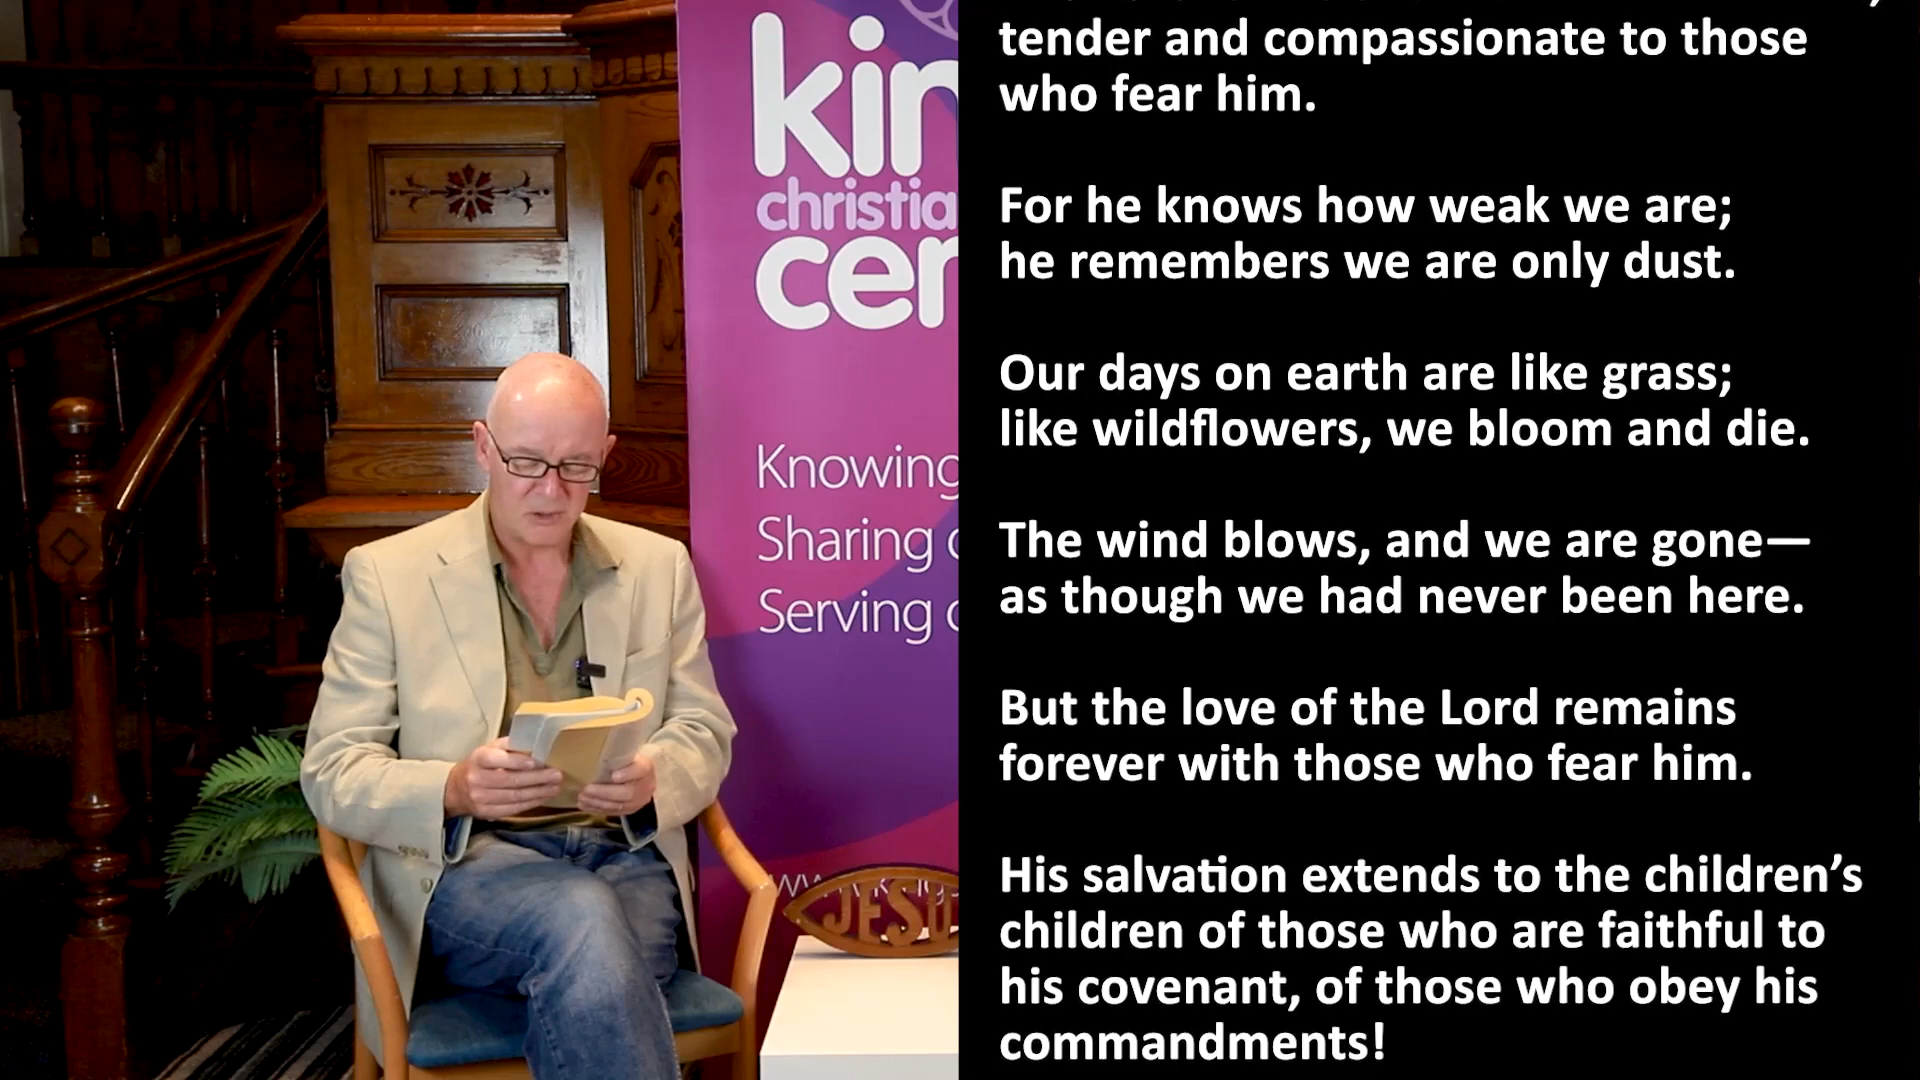 kin
christia
cen
Knowing
Sharing
Serving
JESU
tender and compassionate to those
who fear him.
For he knows how weak we are;
he remembers we are only dust.
Our days on earth are like grass;
like wildflowers, we bloom and die.
The wind blows, and we are gone—
as though we had never been here.
But the love of the Lord remains
forever with those who fear him.
His salvation extends to the children’s
children of those who are faithful to
his covenant, of those who obey his
commandments!